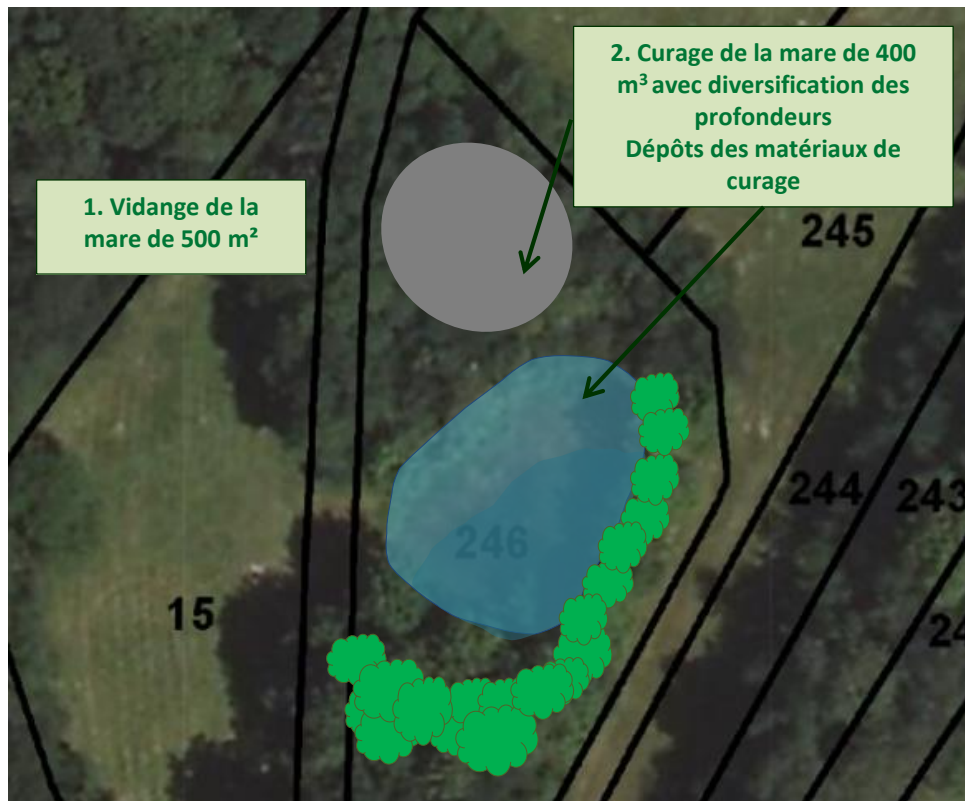 2. Curage de la mare de 400
m³ avec diversification des
profondeurs
Dépôts des matériaux de
curage
1. Vidange de la
mare de 500 m²
245
244
243
246
15
24